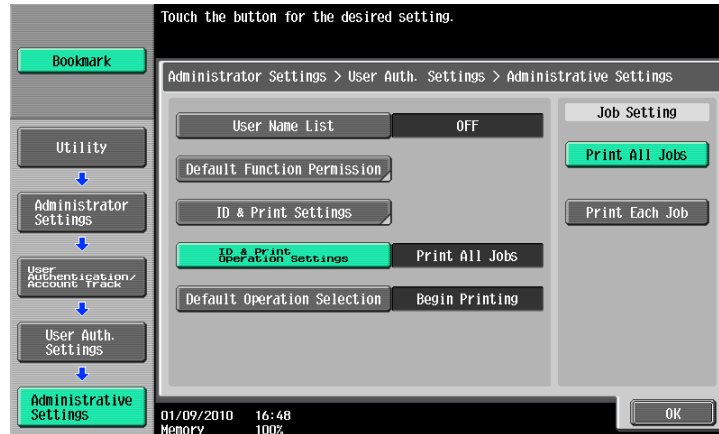 Touch the button for the desired setting.
Bookmark
Administrator Settings > User Auth. Settings > Administrative Settings
Utility
Administrator
Settings
User
Authentication/
Account Track
User Auth.
Settings
Administrative
Settings
User Name List
OFF
Default Function Permission
ID & Print Settings
ID & Print
Operation Settings
Print All Jobs
Default Operation Selection
Begin Printing
Job Setting
Print All Jobs
Print Each Job
01/09/2010 16:48
Memory 100%
OK